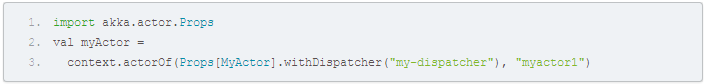 1. import akka.actor.Props
2. val myActor =
3.   context.actorOf(Props[MyActor].withDispatcher("my-dispatcher"), "myactor1")